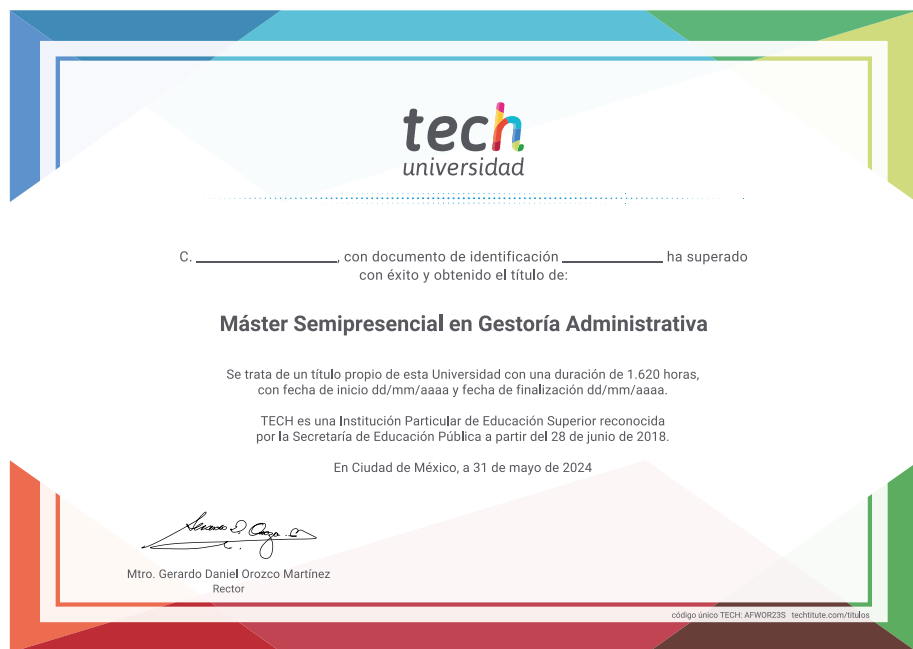 tech
universidad
C. ____________________, con documento de identificación ______________ ha superado
con éxito y obtenido el título de:
Máster Semipresencial en Gestoría Administrativa
Se trata de un título propio de esta Universidad con una duración de 1.620 horas,
con fecha de inicio dd/mm/aaaa y fecha de finalización dd/mm/aaaa.
TECH es una Institución Particular de Educación Superior reconocida
por la Secretaría de Educación Pública a partir del 28 de junio de 2018.
En Ciudad de México, a 31 de mayo de 2024
Mtro. Gerardo Daniel Orozco Martínez
Rector
código único TECH: AFWOR23S techtitute.com/titulos